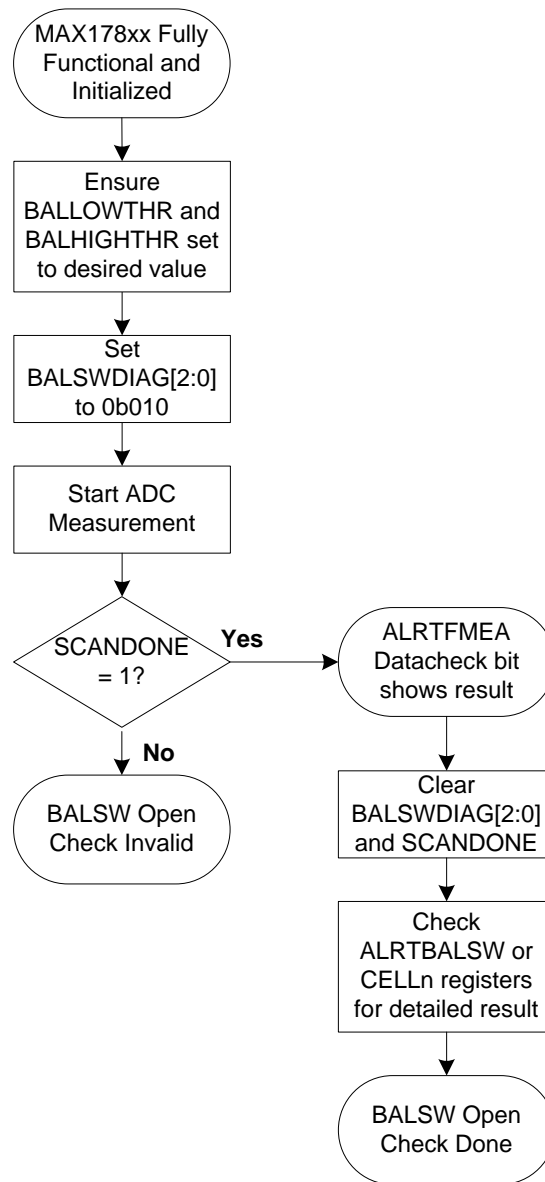 MAX178xx Fully
Functional and
Initialized
Ensure
BALLOWTHR and
BALHIGHTHR set
to desired value
Set
BALSWDIAG[2:0]
to 0b010
Start ADC
Measurement
SCANDONE
= 1?
Yes
No
BALSW Open
Check Invalid
ALRTFMEA
Datacheck bit
shows result
Clear
BALSWDIAG[2:0]
and SCANDONE
Check
ALRTBALSW or
CELLn registers
for detailed result
BALSW Open
Check Done